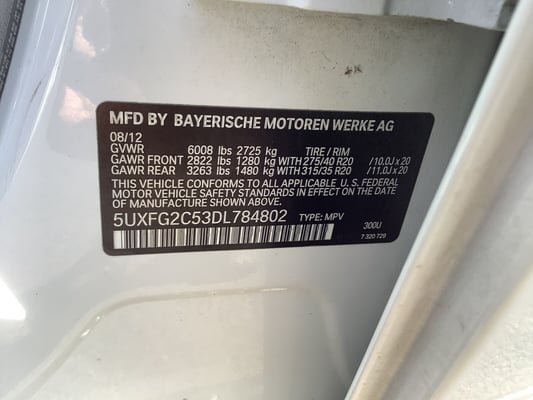 MFD BY BAYERISCHE MOTOREN WERKE AG
08/12
GVWR 6008 lbs 2725 kg TIRE / RIM
GAWR FRONT 2822 lbs 1280 kg WITH 275/40 R20 /10.0J x 20
GAWR REAR 3263 lbs 1480 kg WITH 315/35 R20 /11.0J x 20
THIS VEHICLE CONFORMS TO ALL APPLICABLE U. S. FEDERAL
MOTOR VEHICLE SAFETY STANDARDS IN EFFECT ON THE
DATE OF MANUFACTURE SHOWN ABOVE.
5UXFG2C53DL784802 TYPE: MPV 300U
7 320 729